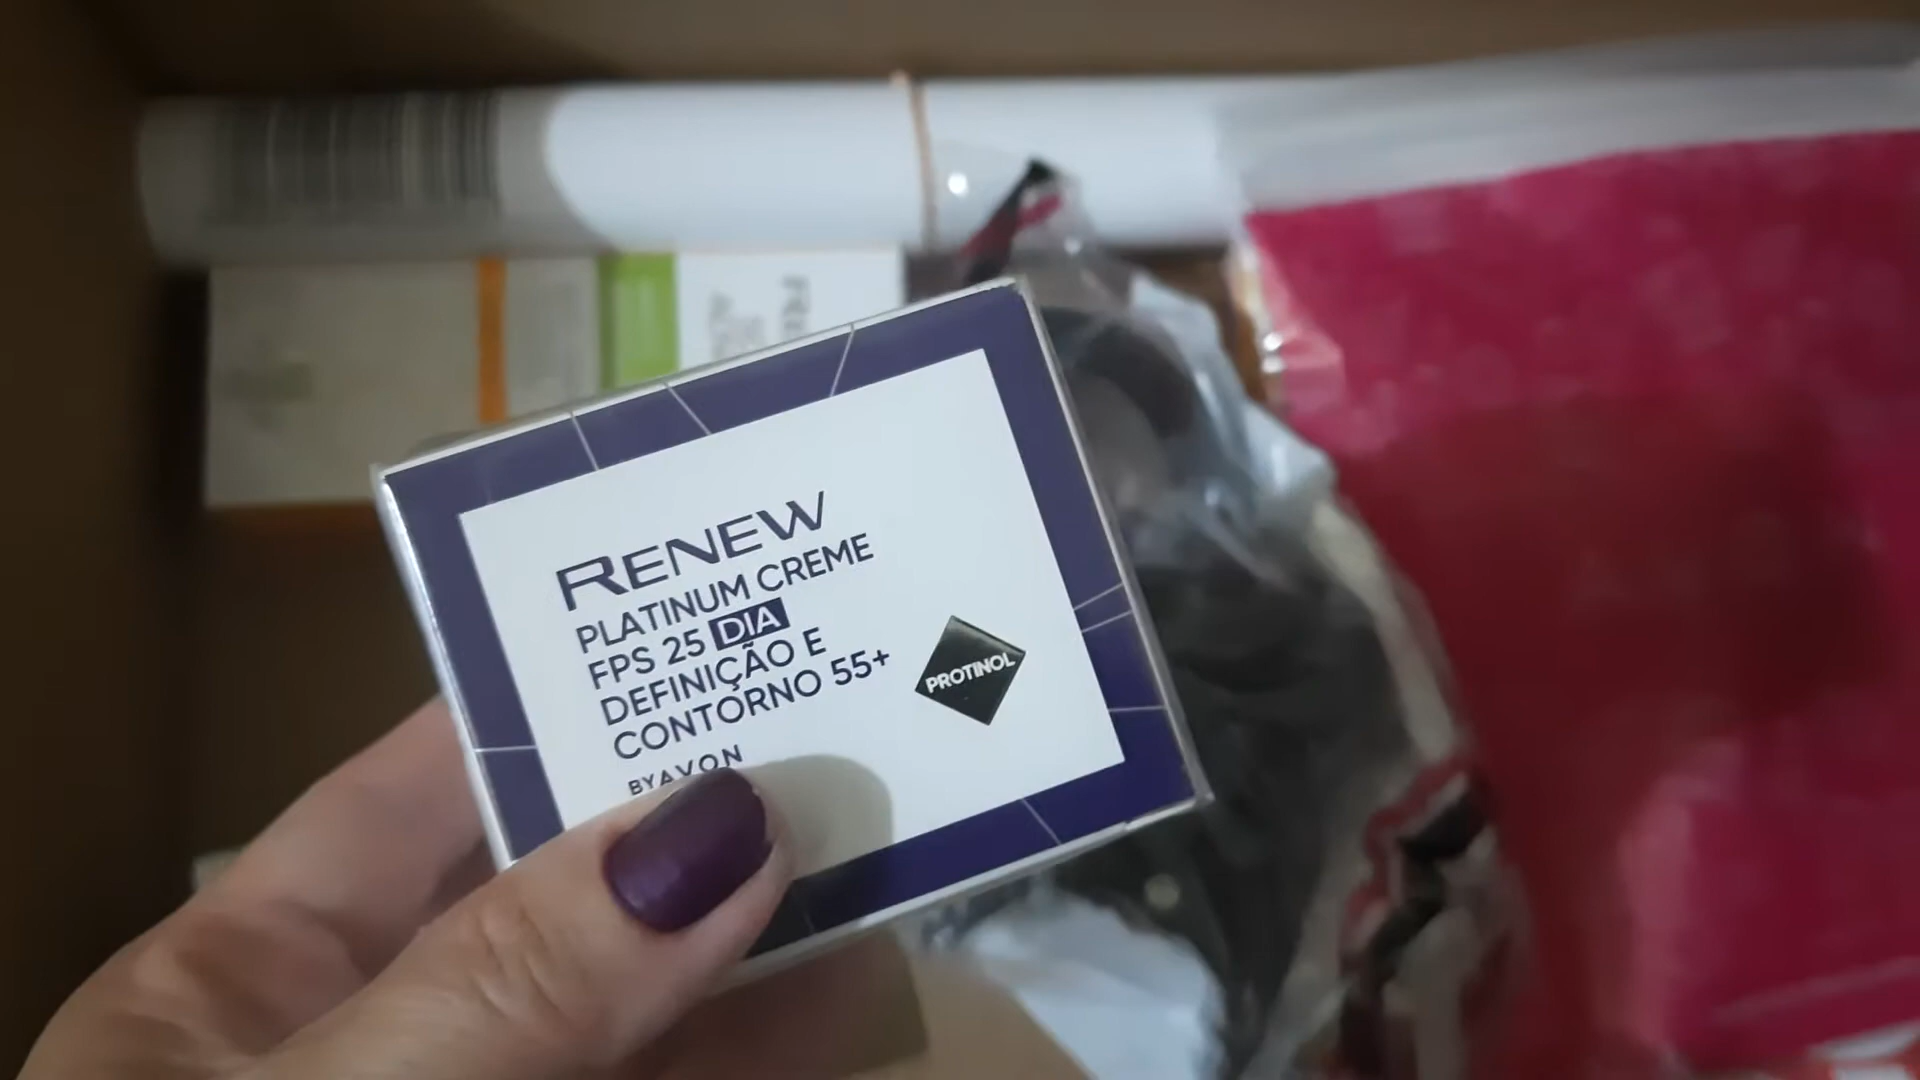 RENEW
PLATINUM CREME
FPS 25 DIA
DEFINIÇÃO E
CONTORNO 55+
BY AVON
PROTINOL